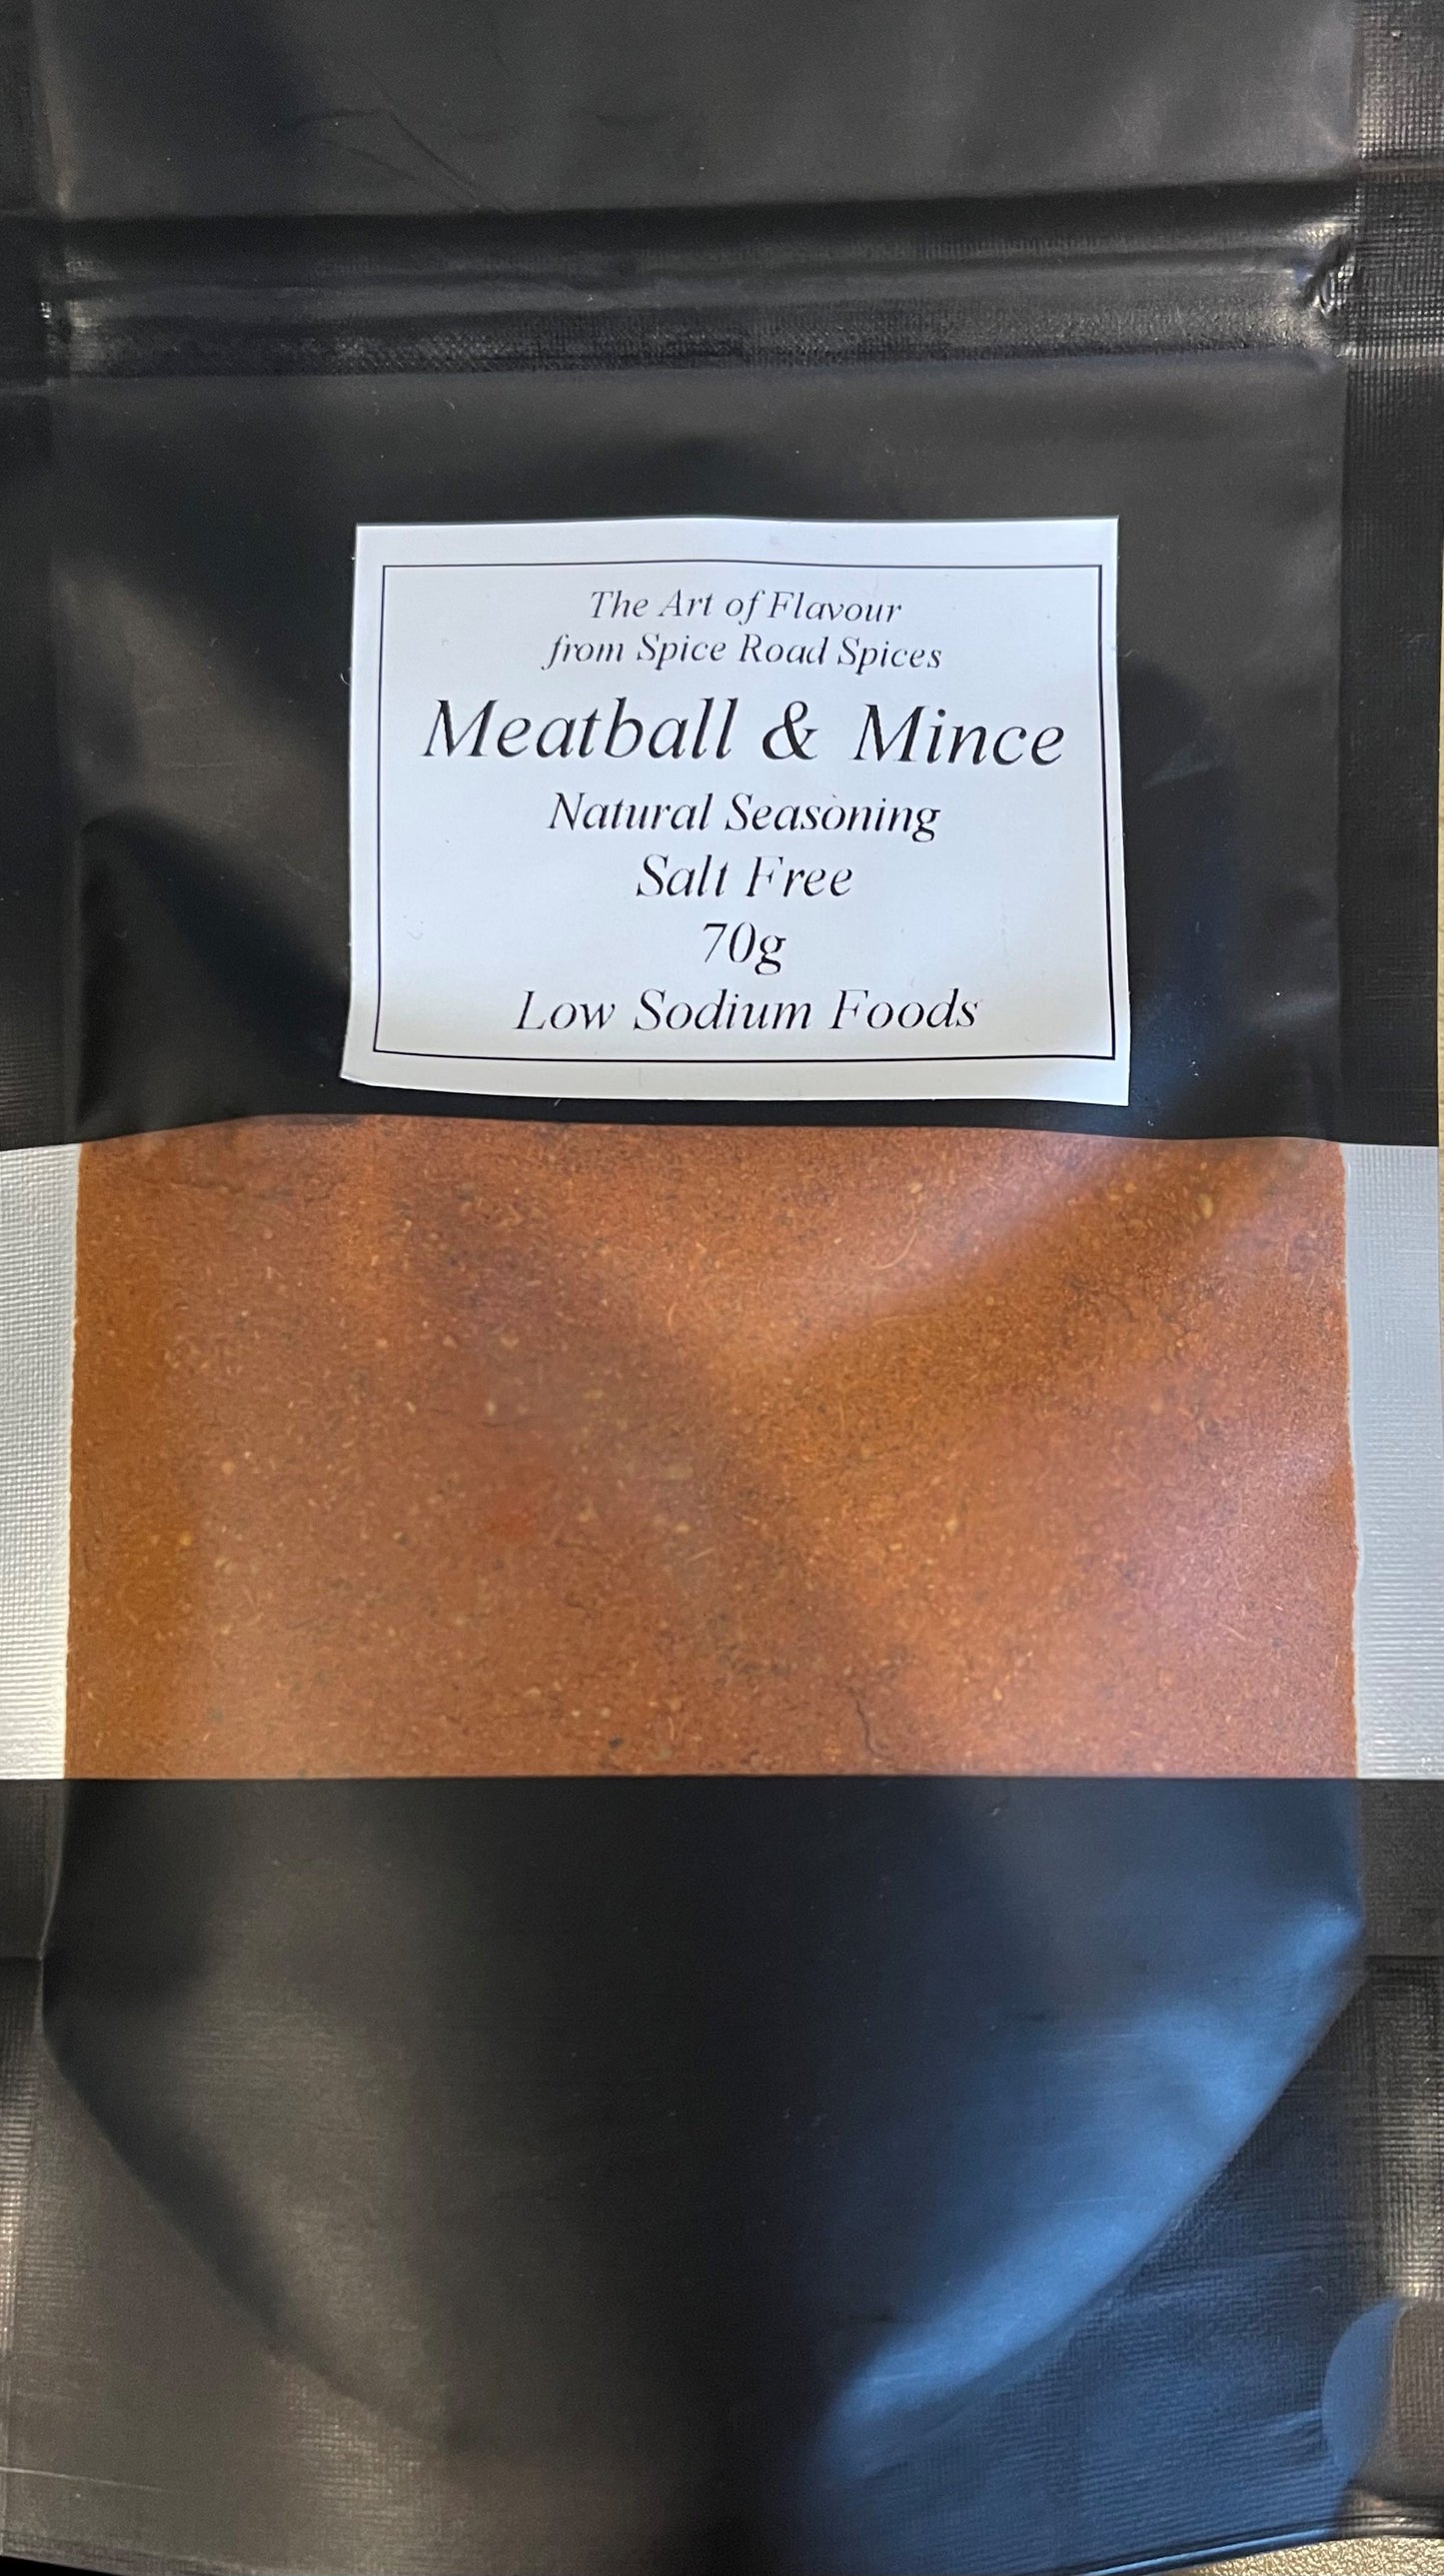 The Art of Flavour
from Spice Road Spices
Meatball & Mince
Natural Seasoning
Salt Free
70g
Low Sodium Foods